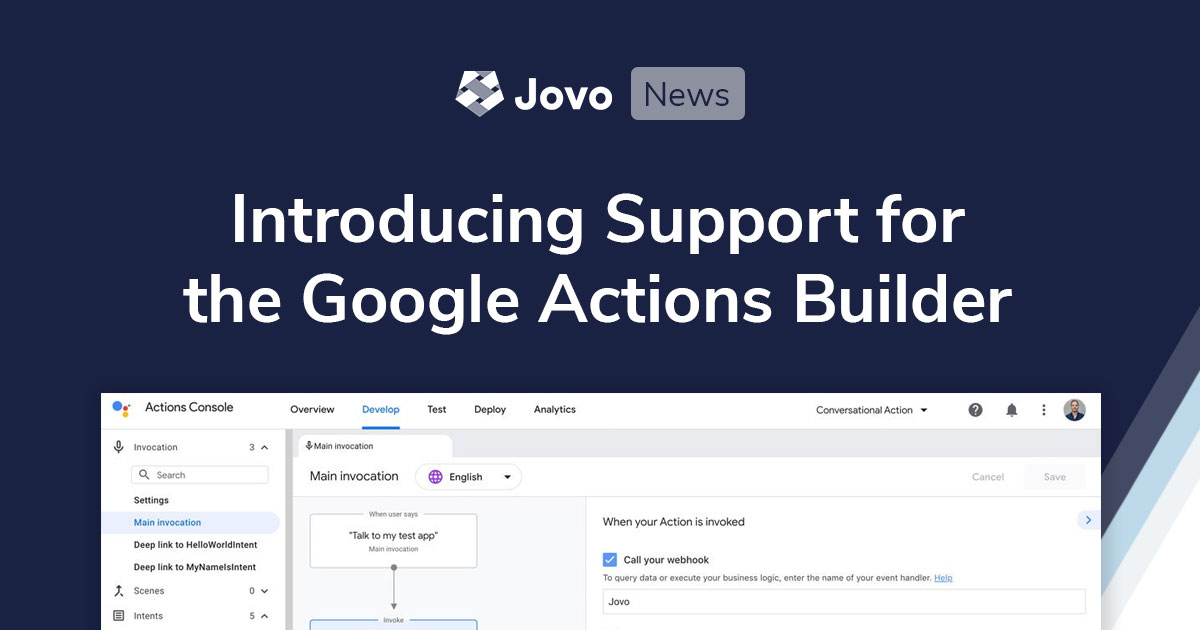 Jovo News
Introducing Support for
the Google Actions Builder
Actions Console
Overview Develop Test Deploy Analytics
Conversational Action
Invocation 3
Search
Settings
Main invocation
Deep link to HelloWorldIntent
Deep link to MyNameIsIntent
Scenes 0
Intents 5
Main invocation
Main invocation English
Cancel Save
When user says
"Talk to my test app"
Main invocation
Invoke
When your Action is invoked
Call your webhook
To query data or execute your business logic, enter the name of your event handler. Help
Jovo